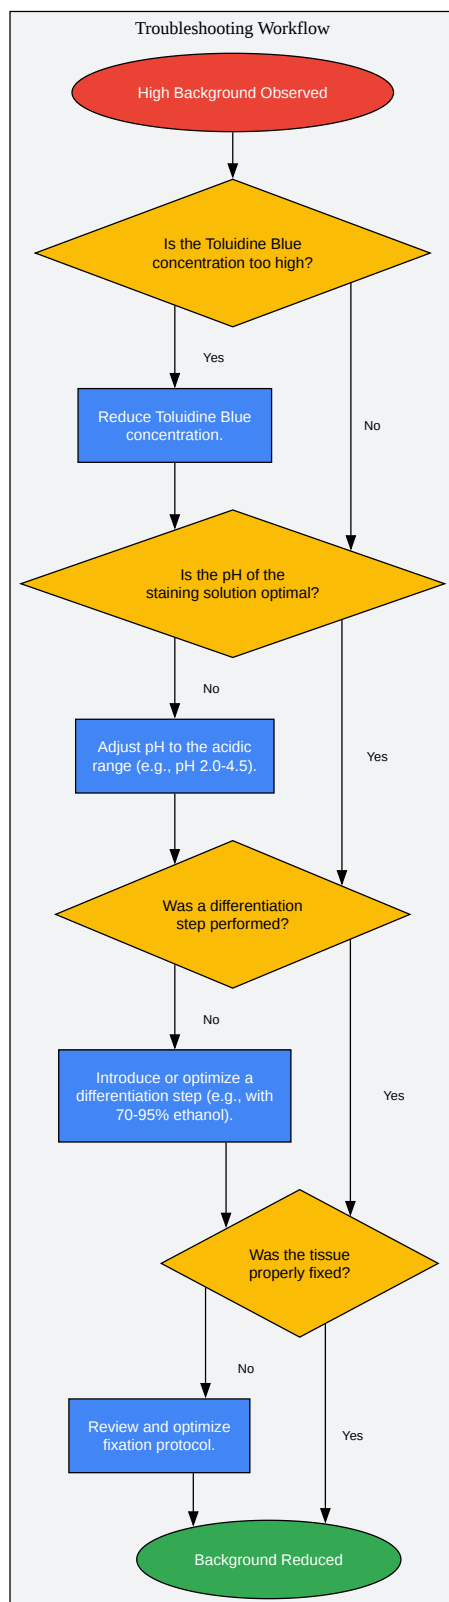 Troubleshooting Workflow
High Background Observed
Is the Toluidine Blue
concentration too high?
Yes
Reduce Toluidine Blue
concentration.
No
Is the pH of the
staining solution optimal?
No
Adjust pH to the acidic
range (e.g., pH 2.0-4.5).
Yes
Was a differentiation
step performed?
No
Introduce or optimize a
differentiation step (e.g., with
70-95% ethanol).
Yes
Was the tissue
properly fixed?
No
Review and optimize
fixation protocol.
Yes
Background Reduced